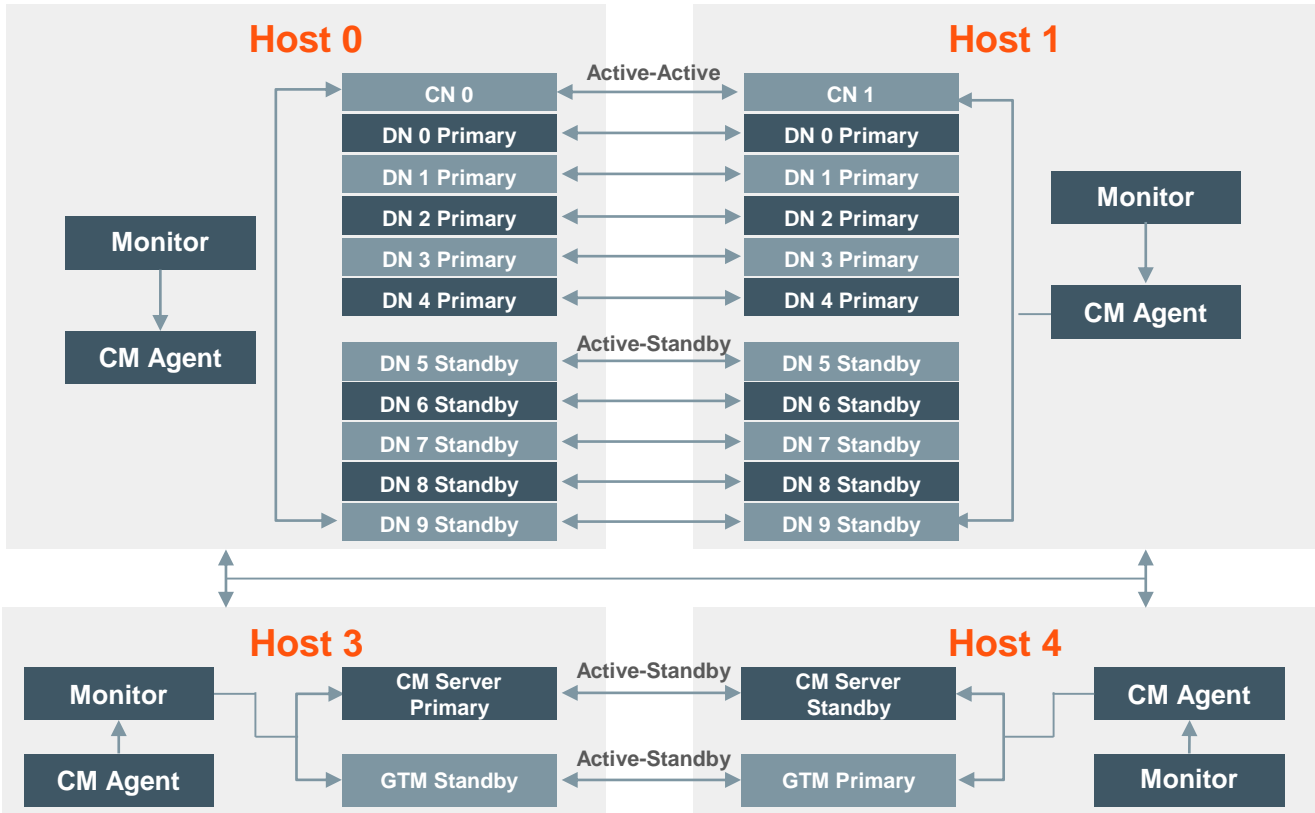 Host 0
Host 1
Active-Active
CN 0
CN 1
DN 0 Primary
DN 0 Primary
DN 1 Primary
DN 1 Primary
Monitor
DN 2 Primary
DN 2 Primary
Monitor
DN 3 Primary
DN 3 Primary
DN 4 Primary
DN 4 Primary
CM Agent
CM Agent
Active-Standby
DN 5 Standby
DN 5 Standby
DN 6 Standby
DN 6 Standby
DN 7 Standby
DN 7 Standby
DN 8 Standby
DN 8 Standby
DN 9 Standby
DN 9 Standby
Host 3
Host 4
Monitor
CM Server
Primary
Active-Standby
CM Server
Standby
CM Agent
CM Agent
GTM Standby
Active-Standby
GTM Primary
Monitor